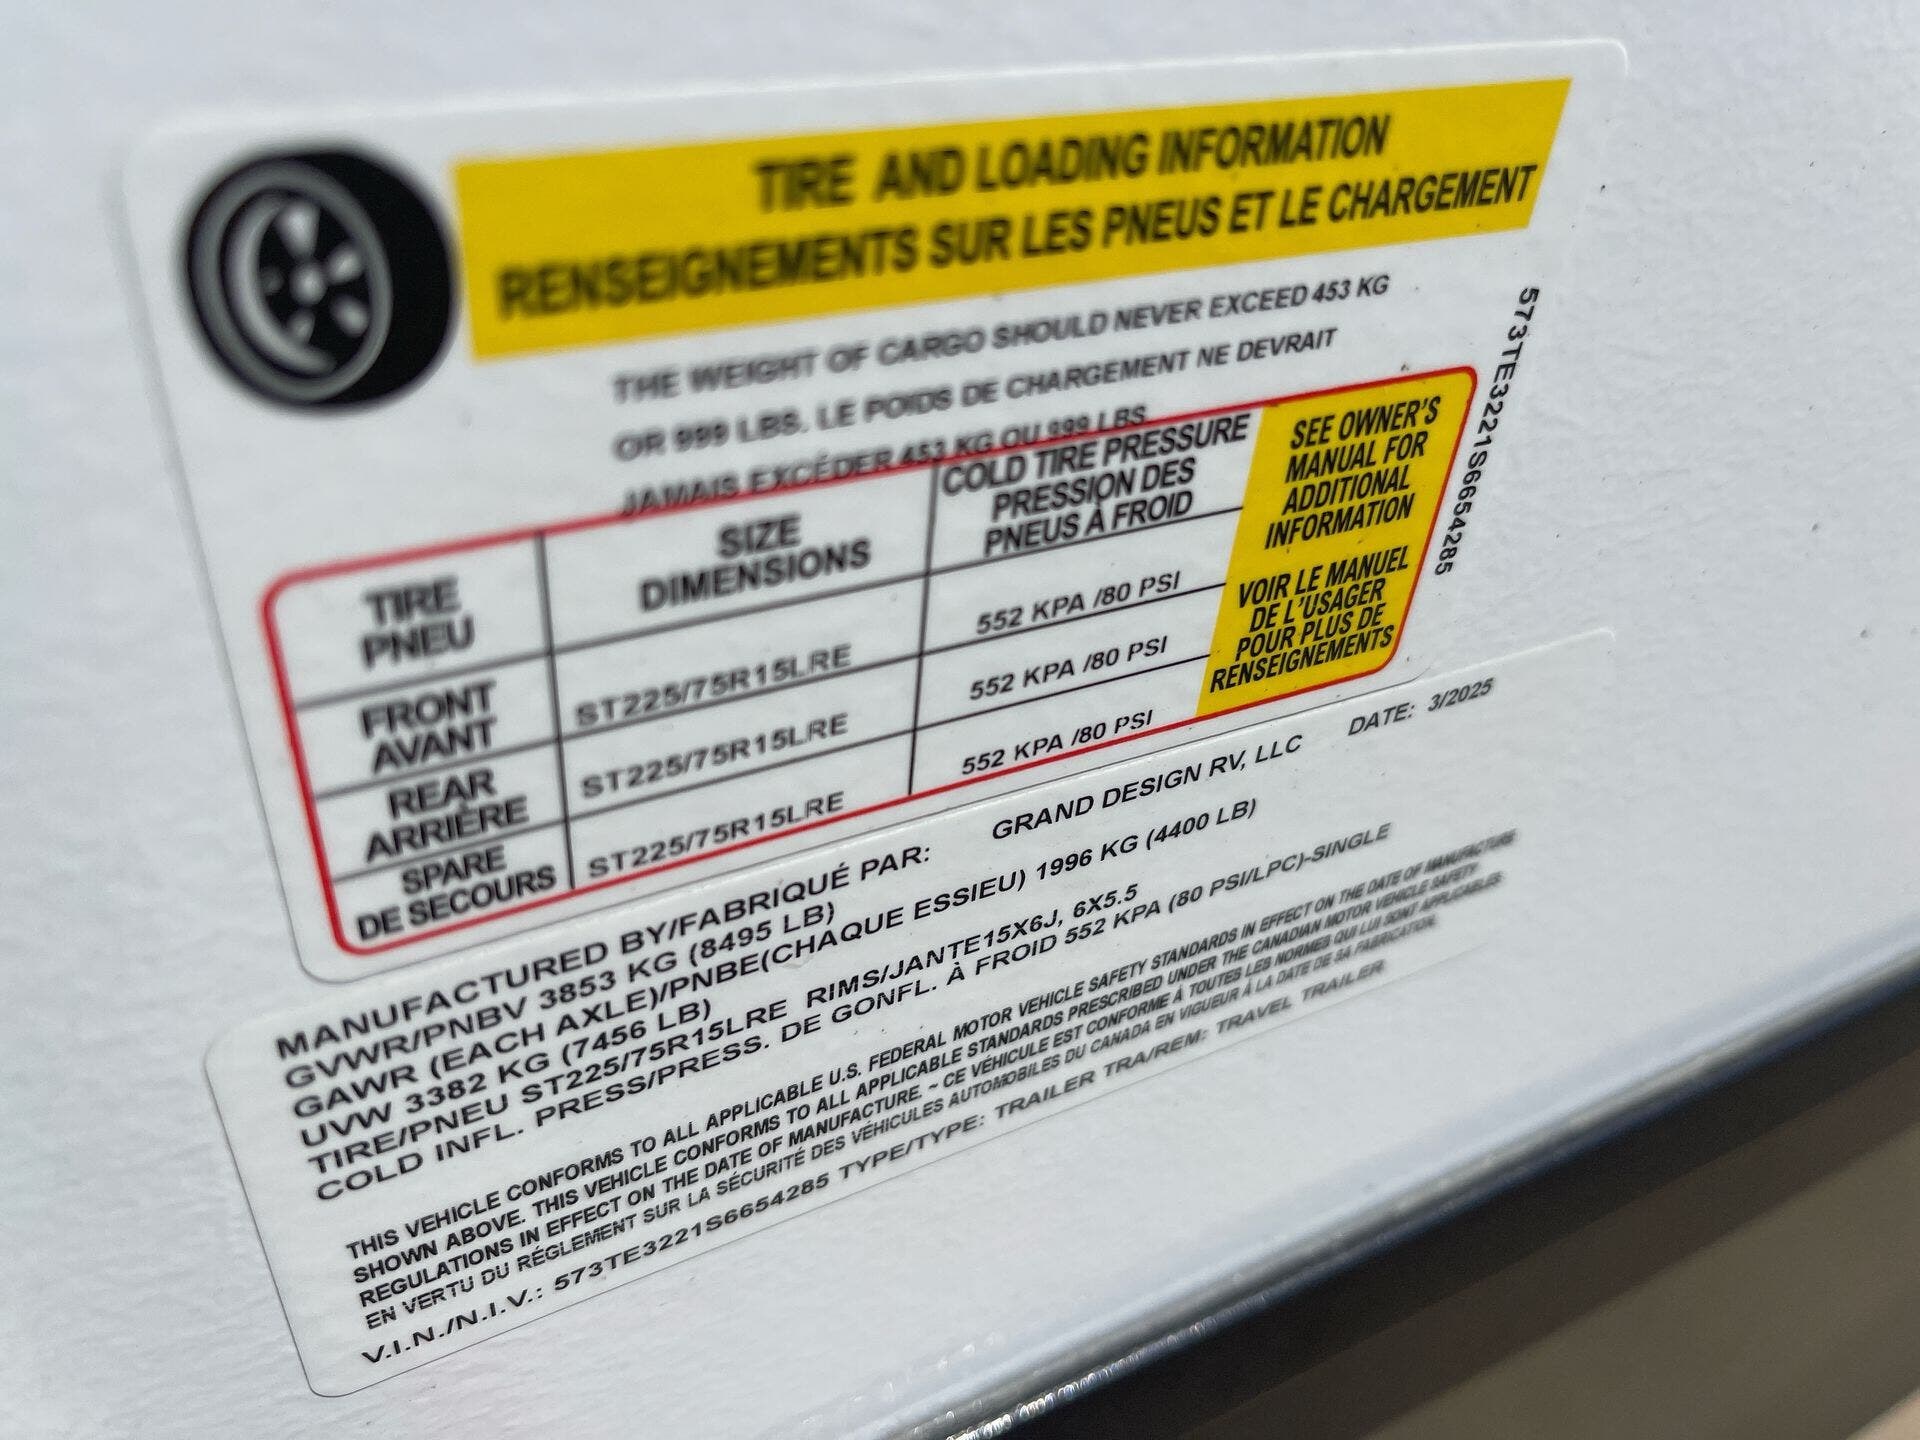 TIRE AND LOADING INFORMATION
RENSEIGNEMENTS SUR LES PNEUS ET LE CHARGEMENT
THE WEIGHT OF CARGO SHOULD NEVER EXCEED 453 KG
OR 999 LBS. LE POIDS DE CHARGEMENT NE DEVRAIT
JAMAIS EXCÉDER 453 KG OU 999 LBS
TIRE
PNEU
SIZE
DIMENSIONS
COLD TIRE PRESSURE
PRESSION DES
PNEUS À FROID
FRONT
AVANT
ST225/75R15LRE
552 KPA /80 PSI
REAR
ARRIÈRE
ST225/75R15LRE
552 KPA /80 PSI
SPARE
DE SECOURS
ST225/75R15LRE
552 KPA /80 PSI
SEE OWNER'S
MANUAL FOR
ADDITIONAL
INFORMATION
VOIR LE MANUEL
DE L'USAGER
POUR PLUS DE
RENSEIGNEMENTS
573TE3221S6654285
MANUFACTURED BY/FABRIQUÉ PAR: GRAND DESIGN RV, LLC DATE: 3/2025
GVWR/PNBV 3853 KG (8495 LB)
GAWR (EACH AXLE)/PNBE(CHAQUE ESSIEU) 1996 KG (4400 LB)
UVW 3382 KG (7456 LB)
TIRE/PNEU ST225/75R15LRE RIMS/JANTE15X6J, 6X5.5
COLD INFL. PRESS/PRESS. DE GONFL. À FROID 552 KPA (80 PSI/LPC)-SINGLE
THIS VEHICLE CONFORMS TO ALL APPLICABLE U.S. FEDERAL MOTOR VEHICLE SAFETY STANDARDS IN EFFECT ON THE DATE OF MANUFACTURE
SHOWN ABOVE. THIS VEHICLE CONFORMS TO ALL APPLICABLE STANDARDS PRESCRIBED UNDER THE CANADIAN MOTOR VEHICLE SAFETY
REGULATIONS IN EFFECT ON THE DATE OF MANUFACTURE. ~ CE VÉHICULE EST CONFORME À TOUTES LES NORMES QUI LUI SONT APPLICABLES
EN VERTU DU RÉGLEMENT SUR LA SÉCURITÉ DES VÉHICULES AUTOMOBILES DU CANADA EN VIGUEUR À LA DATE DE SA FABRICATION.
V.I.N./N.I.V.: 573TE3221S6654285 TYPE/TYPE: TRAILER TRA/REM: TRAVEL TRAILER